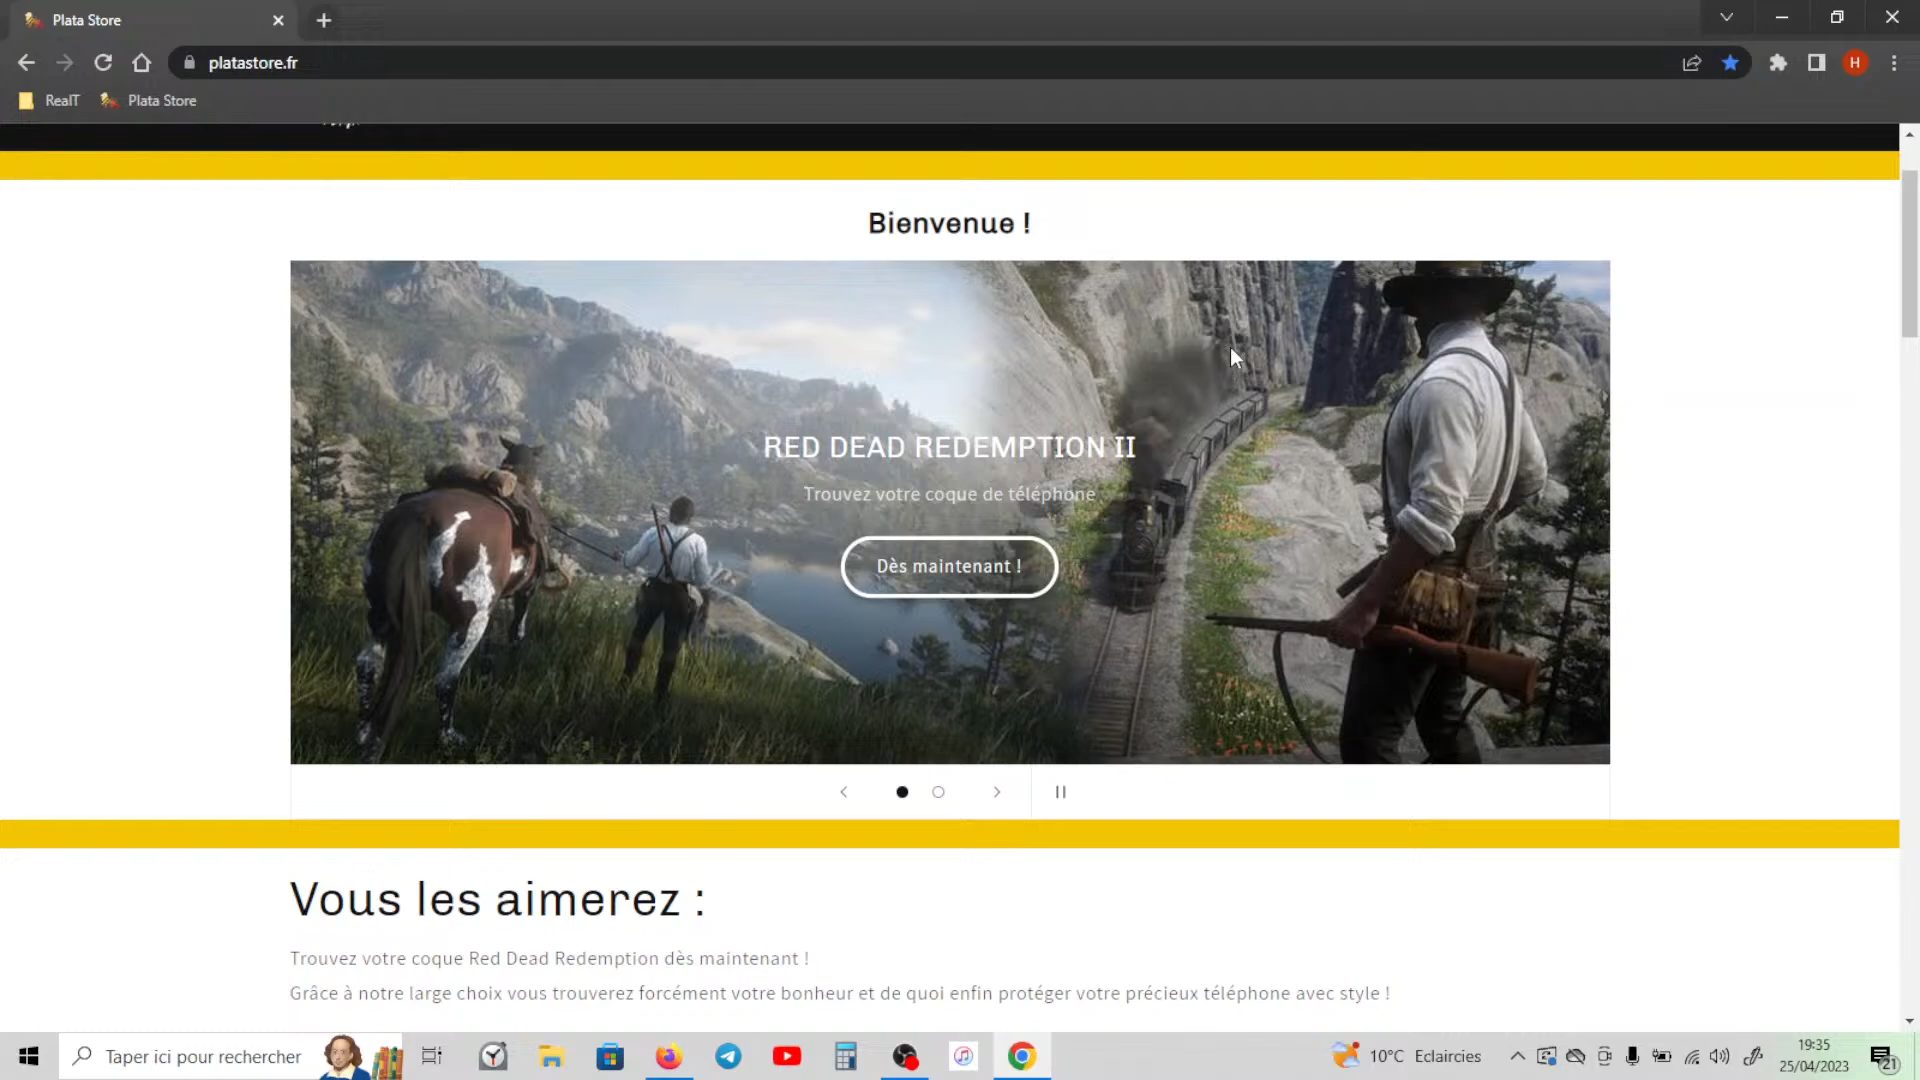 Plata Store
platastore.fr
H
RealT
Plata Store
Bienvenue !
RED DEAD REDEMPTION II
Trouvez votre coque de téléphone
Dès maintenant !
Vous les aimerez :
Trouvez votre coque Red Dead Redemption dès maintenant !
Grâce à notre large choix vous trouverez forcément votre bonheur et de quoi enfin protéger votre précieux téléphone avec style !
Taper ici pour rechercher
10°C Eclaircies
19:35
25/04/2023
21